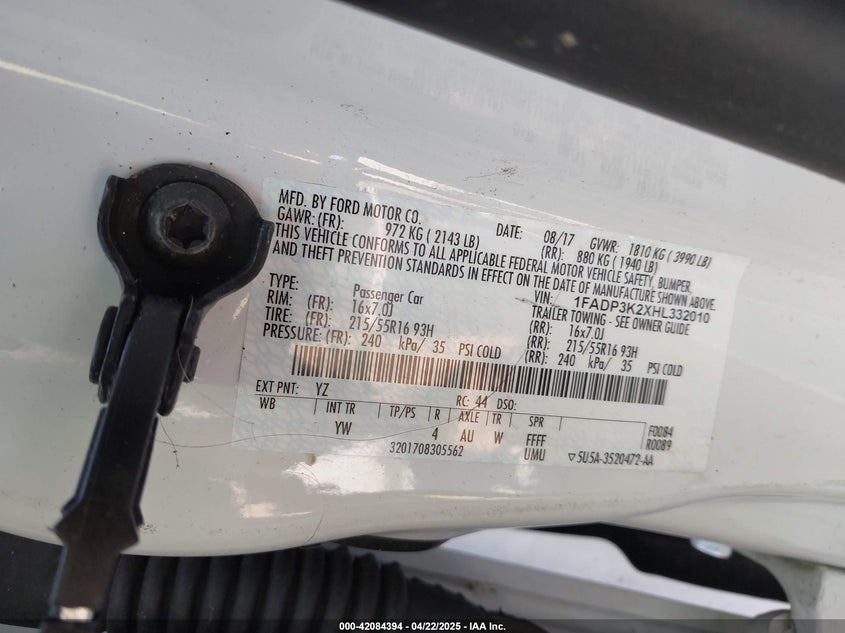 MFD. BY FORD MOTOR CO. DATE: 08/17 GVWR: 1810 KG ( 3990 LB)
GAWR: (FR): 972 KG ( 2143 LB) (RR): 880 KG ( 1940 LB)
THIS VEHICLE CONFORMS TO ALL APPLICABLE FEDERAL MOTOR VEHICLE SAFETY, BUMPER,
AND THEFT PREVENTION STANDARDS IN EFFECT ON THE DATE OF MANUFACTURE SHOWN ABOVE.
VIN: 1FADP3K2XHL332010
TYPE: Passenger Car TRAILER TOWING - SEE OWNER GUIDE
RIM: (FR): 16x7.0J (RR): 16x7.0J
TIRE: (FR): 215/55R16 93H (RR): 215/55R16 93H
PRESSURE: (FR): 240 kPa/ 35 PSI COLD (RR): 240 kPa/ 35 PSI COLD
EXT PNT: YZ RC: 44 DSO:
WB INT TR TP/PS R AXLE TR SPR F0084
YW 4 AU W FFFF R0089
3201708305562 UMU ▽5U5A-3520472-AA
000-42084394 - 04/22/2025 - IAA Inc.